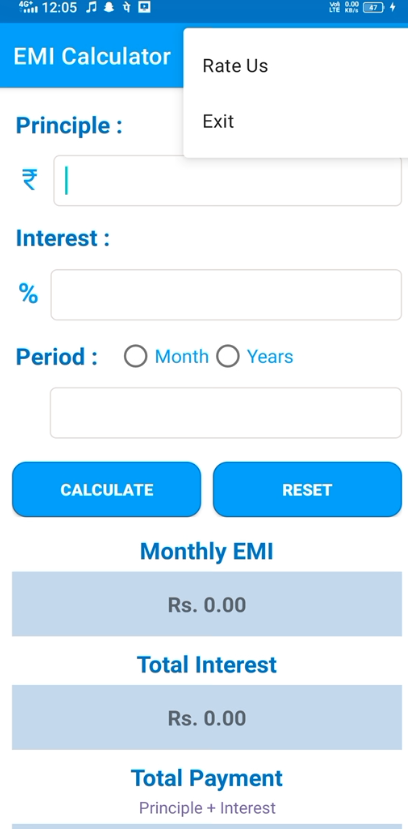 4G+ 12:05 Vo) LTE 0.00 KB/s 47
EMI Calculator
Rate Us
Exit
Principle :
₹
Interest :
%
Period : Month Years
CALCULATE RESET
Monthly EMI
Rs. 0.00
Total Interest
Rs. 0.00
Total Payment
Principle + Interest